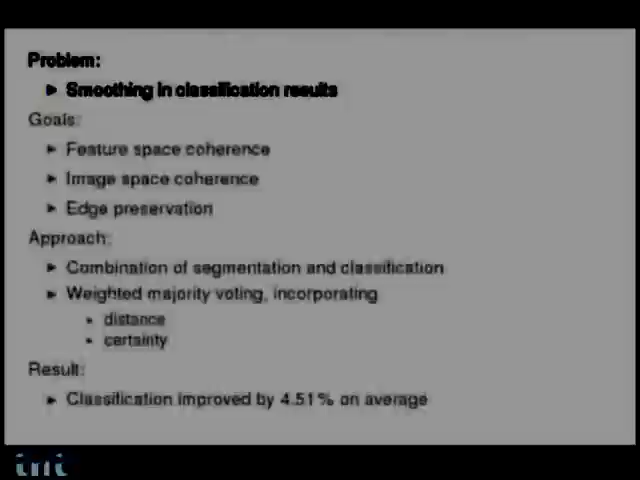 Problem:
Smoothing in classification results
Goals:
Feature space coherence
Image space coherence
Edge preservation
Approach:
Combination of segmentation and classification
Weighted majority voting, incorporating
distance
certainty
Result:
Classification improved by 4.51% on average
tnt